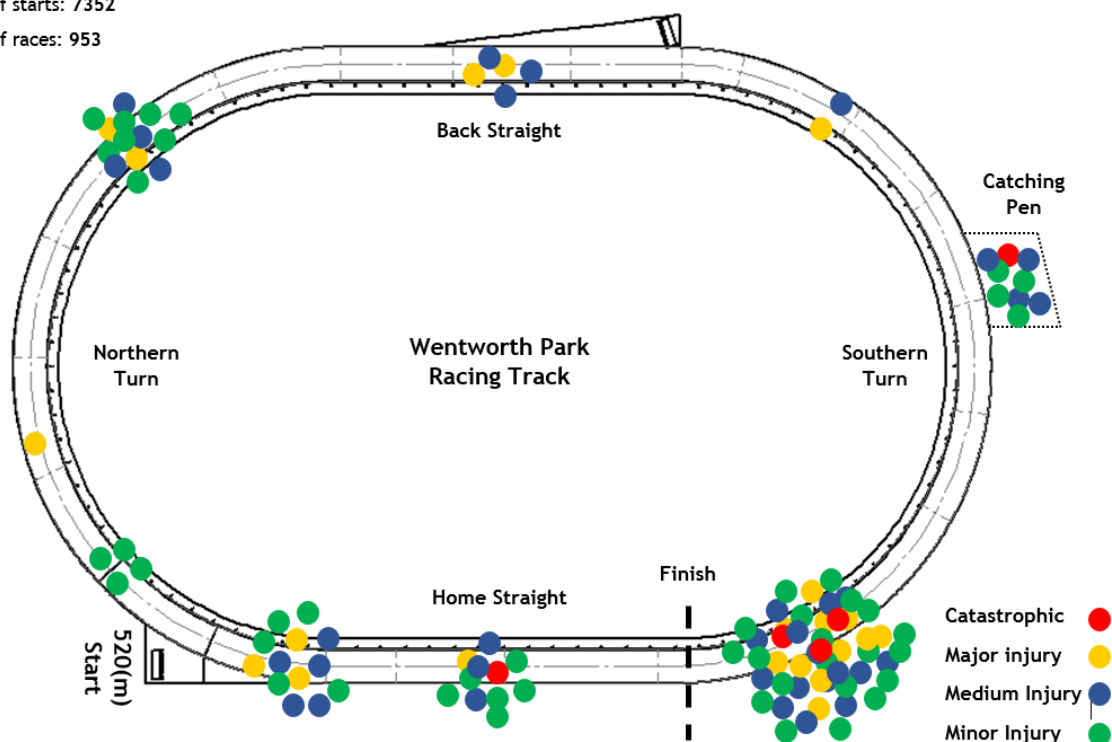 f starts: 7352
f races: 953
Back Straight
Catching
Pen
Northern
Turn
Wentworth Park
Racing Track
Southern
Turn
Finish
Home Straight
520(m)
Start
Catastrophic
Major injury
Medium Injury
Minor Injury